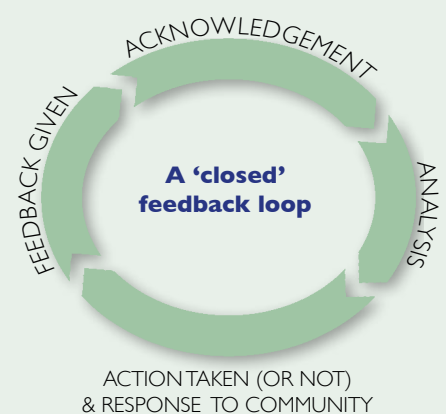 ACKNOWLEDGEMENT
FEEDBACK GIVEN
A ‘closed’
feedback loop
ANALYSIS
ACTION TAKEN (OR NOT)
& RESPONSE TO COMMUNITY